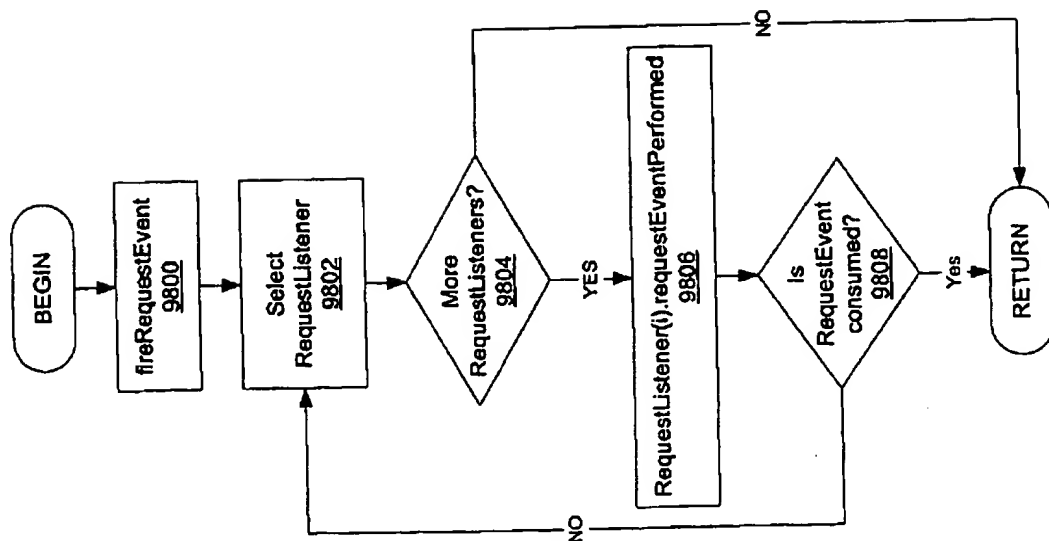 BEGIN
fireRequestEvent
9800
Select
RequestListener
9802
More
RequestListeners?
9804
NO
YES
RequestListener(i).requestEventPerformed
9806
Is
RequestEvent
consumed?
9808
NO
Yes
RETURN